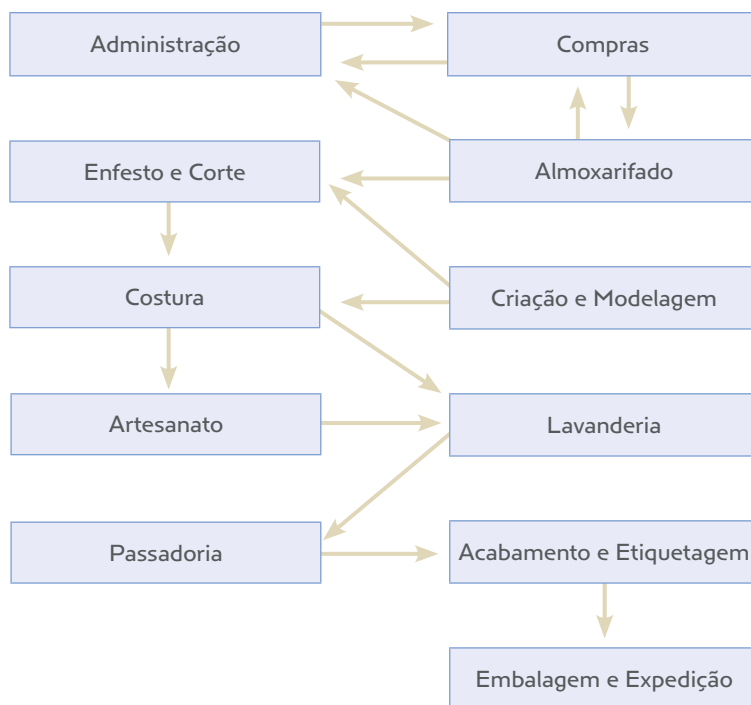 Administração
Compras
Enfesto e Corte
Almoxarifado
Costura
Criação e Modelagem
Artesanato
Lavanderia
Passadoria
Acabamento e Etiquetagem
Embalagem e Expedição